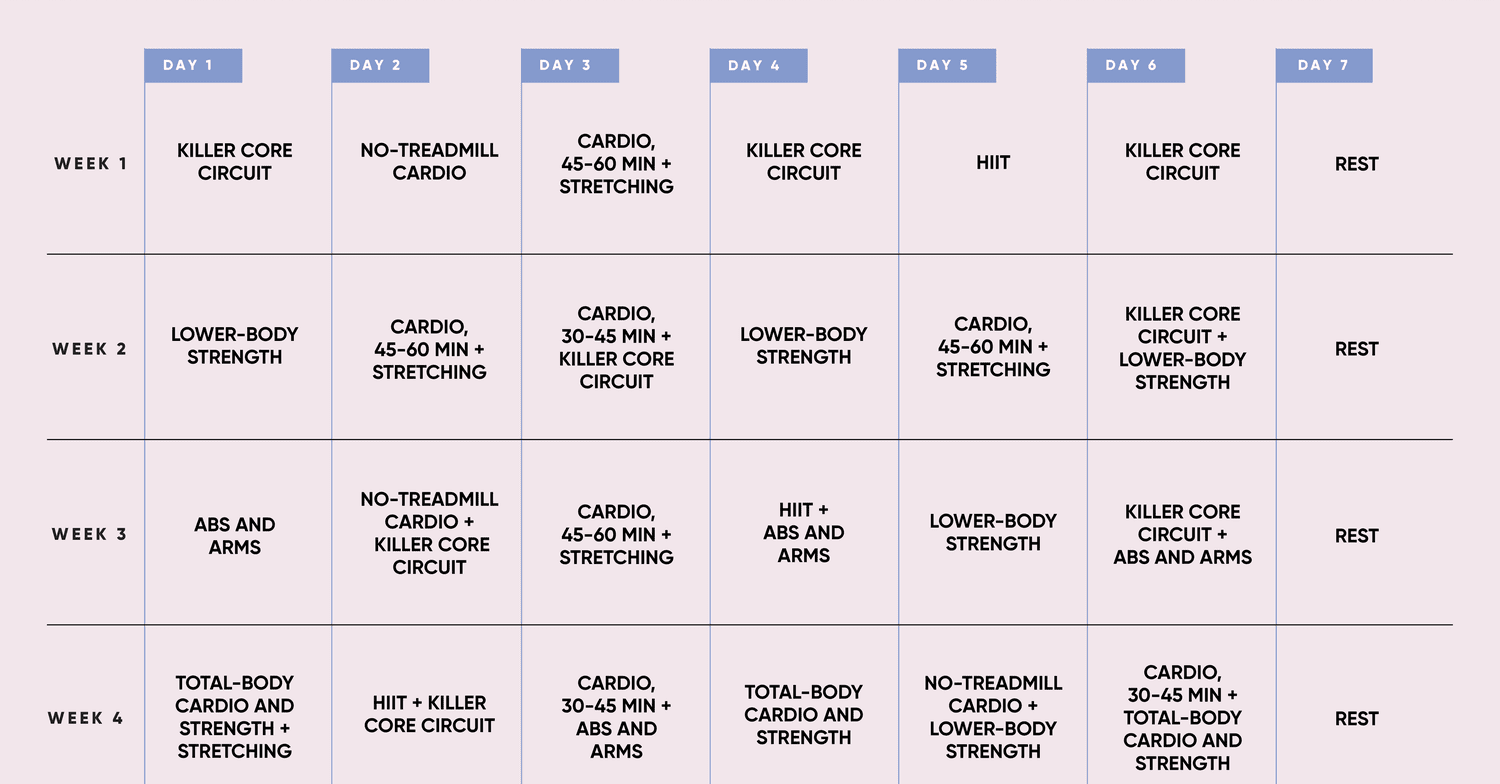 DAY 1
DAY 2
DAY 3
DAY 4
DAY 5
DAY 6
DAY 7
WEEK 1
KILLER CORE
CIRCUIT
NO-TREADMILL
CARDIO
CARDIO,
45-60 MIN +
STRETCHING
KILLER CORE
CIRCUIT
HIIT
KILLER CORE
CIRCUIT
REST
WEEK 2
LOWER-BODY
STRENGTH
CARDIO,
45-60 MIN +
STRETCHING
CARDIO,
30-45 MIN +
KILLER CORE
CIRCUIT
LOWER-BODY
STRENGTH
CARDIO,
45-60 MIN +
STRETCHING
KILLER CORE
CIRCUIT +
LOWER-BODY
STRENGTH
REST
WEEK 3
ABS AND
ARMS
NO-TREADMILL
CARDIO +
KILLER CORE
CIRCUIT
CARDIO,
45-60 MIN +
STRETCHING
HIIT +
ABS AND
ARMS
LOWER-BODY
STRENGTH
KILLER CORE
CIRCUIT +
ABS AND ARMS
REST
WEEK 4
TOTAL-BODY
CARDIO AND
STRENGTH +
STRETCHING
HIIT + KILLER
CORE CIRCUIT
CARDIO,
30-45 MIN +
ABS AND
ARMS
TOTAL-BODY
CARDIO AND
STRENGTH
NO-TREADMILL
CARDIO +
LOWER-BODY
STRENGTH
CARDIO,
30-45 MIN +
TOTAL-BODY
CARDIO AND
STRENGTH
REST